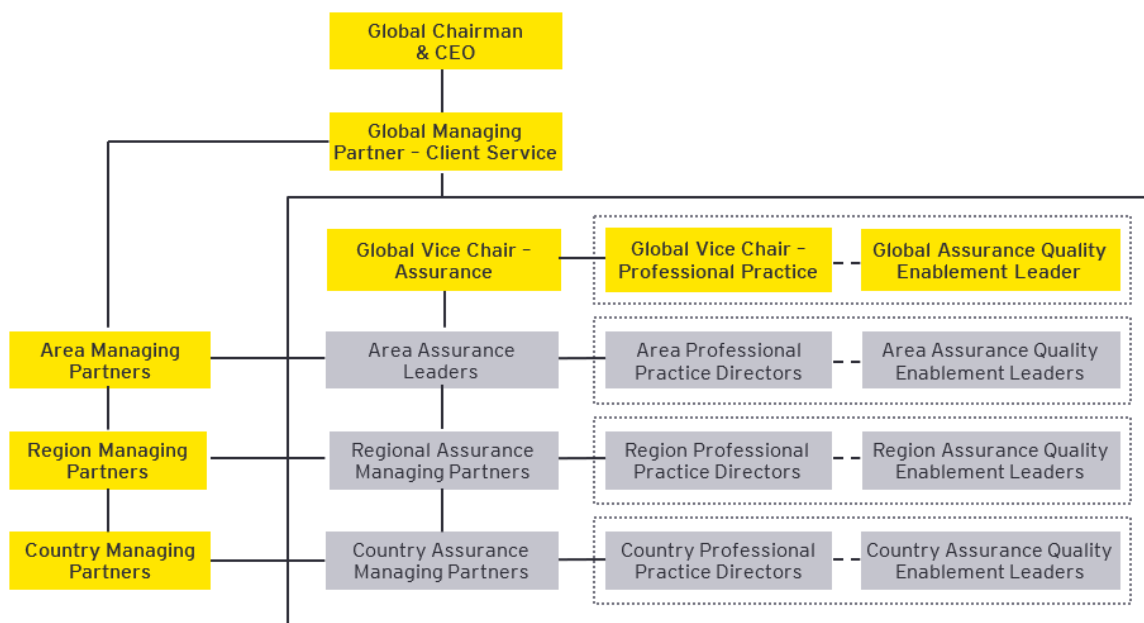 Global Chairman
& CEO
Global Managing
Partner – Client Service
Global Vice Chair –
Assurance
Global Vice Chair –
Professional Practice
Global Assurance Quality
Enablement Leader
Area Managing
Partners
Area Assurance
Leaders
Area Professional
Practice Directors
Area Assurance Quality
Enablement Leaders
Region Managing
Partners
Regional Assurance
Managing Partners
Region Professional
Practice Directors
Region Assurance Quality
Enablement Leaders
Country Managing
Partners
Country Assurance
Managing Partners
Country Professional
Practice Directors
Country Assurance Quality
Enablement Leaders